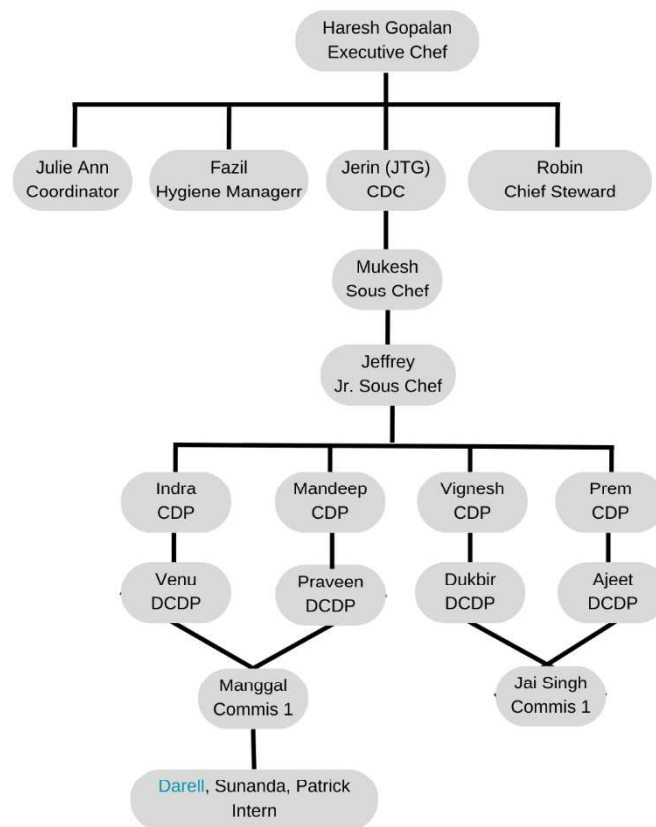 Haresh Gopalan
Executive Chef
Julie Ann
Coordinator
Fazil
Hygiene Managerr
Jerin (JTG)
CDC
Robin
Chief Steward
Mukesh
Sous Chef
Jeffrey
Jr. Sous Chef
Indra
CDP
Mandeep
CDP
Vignesh
CDP
Prem
CDP
Venu
DCDP
Praveen
DCDP
Dukbir
DCDP
Ajeet
DCDP
Manggal
Commis 1
Jai Singh
Commis 1
Darell, Sunanda, Patrick
Intern